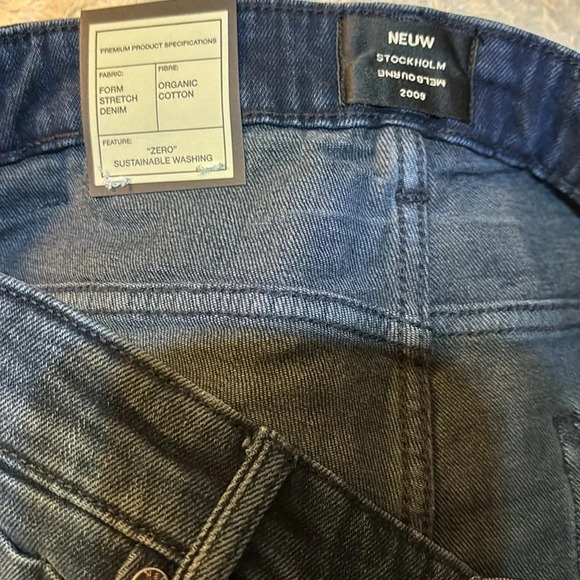 PREMIUM PRODUCT SPECIFICATIONS
FABRIC:
FORM
STRETCH
DENIM
FIBRE:
ORGANIC
COTTON
FEATURE:
"ZERO"
SUSTAINABLE WASHING
NEUW
STOCKHOLM
MELBOURNE
2009